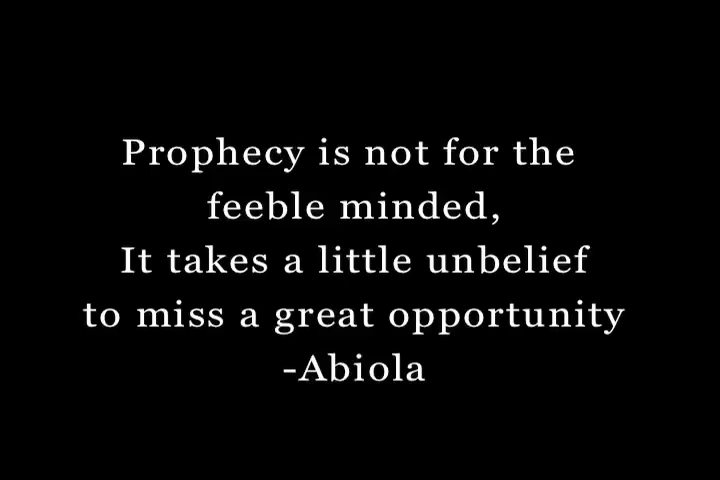 Prophecy is not for the
feeble minded,
It takes a little unbelief
to miss a great opportunity
-Abiola